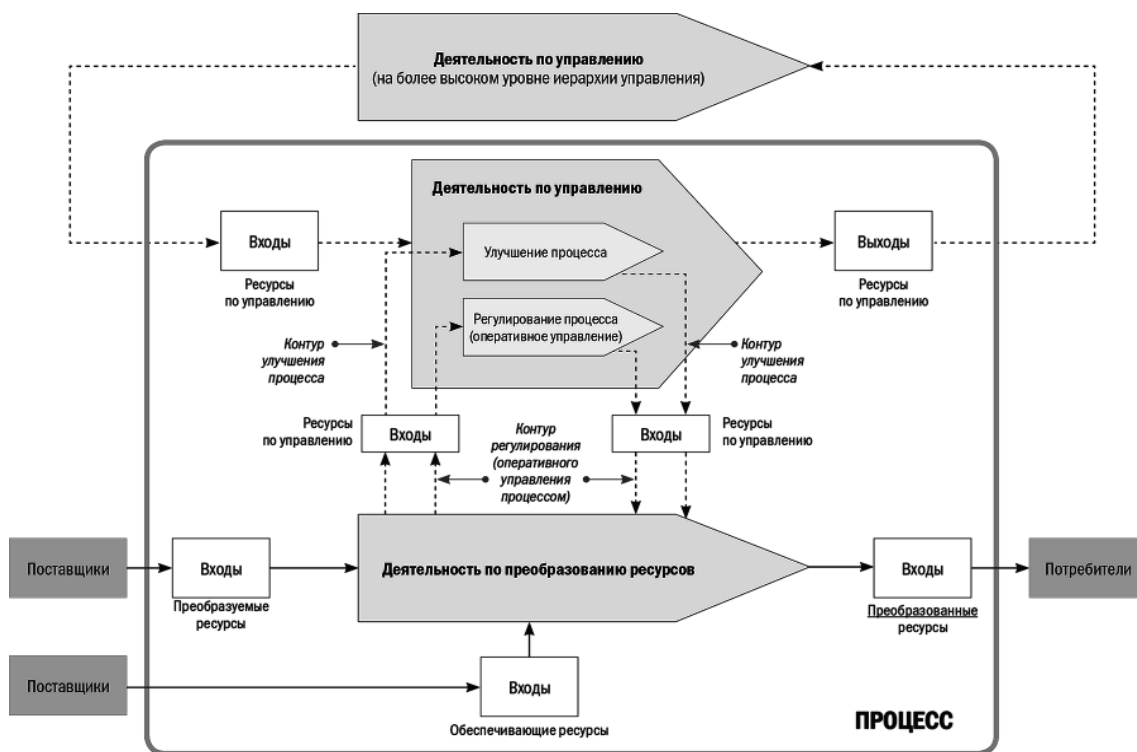 Деятельность по управлению
(на более высоком уровне иерархии управления)
Деятельность по управлению
Входы
Ресурсы
по управлению
Улучшение процесса
Регулирование процесса
(оперативное управление)
Выходы
Ресурсы
по управлению
Контур
улучшения
процесса
Контур
улучшения
процесса
Ресурсы
по управлению
Входы
Контур
регулирования
(оперативного
управления
процессом)
Входы
Ресурсы
по управлению
Поставщики
Входы
Преобразуемые
ресурсы
Деятельность по преобразованию ресурсов
Входы
Преобразованные
ресурсы
Потребители
Поставщики
Входы
Обеспечивающие ресурсы
ПРОЦЕСС